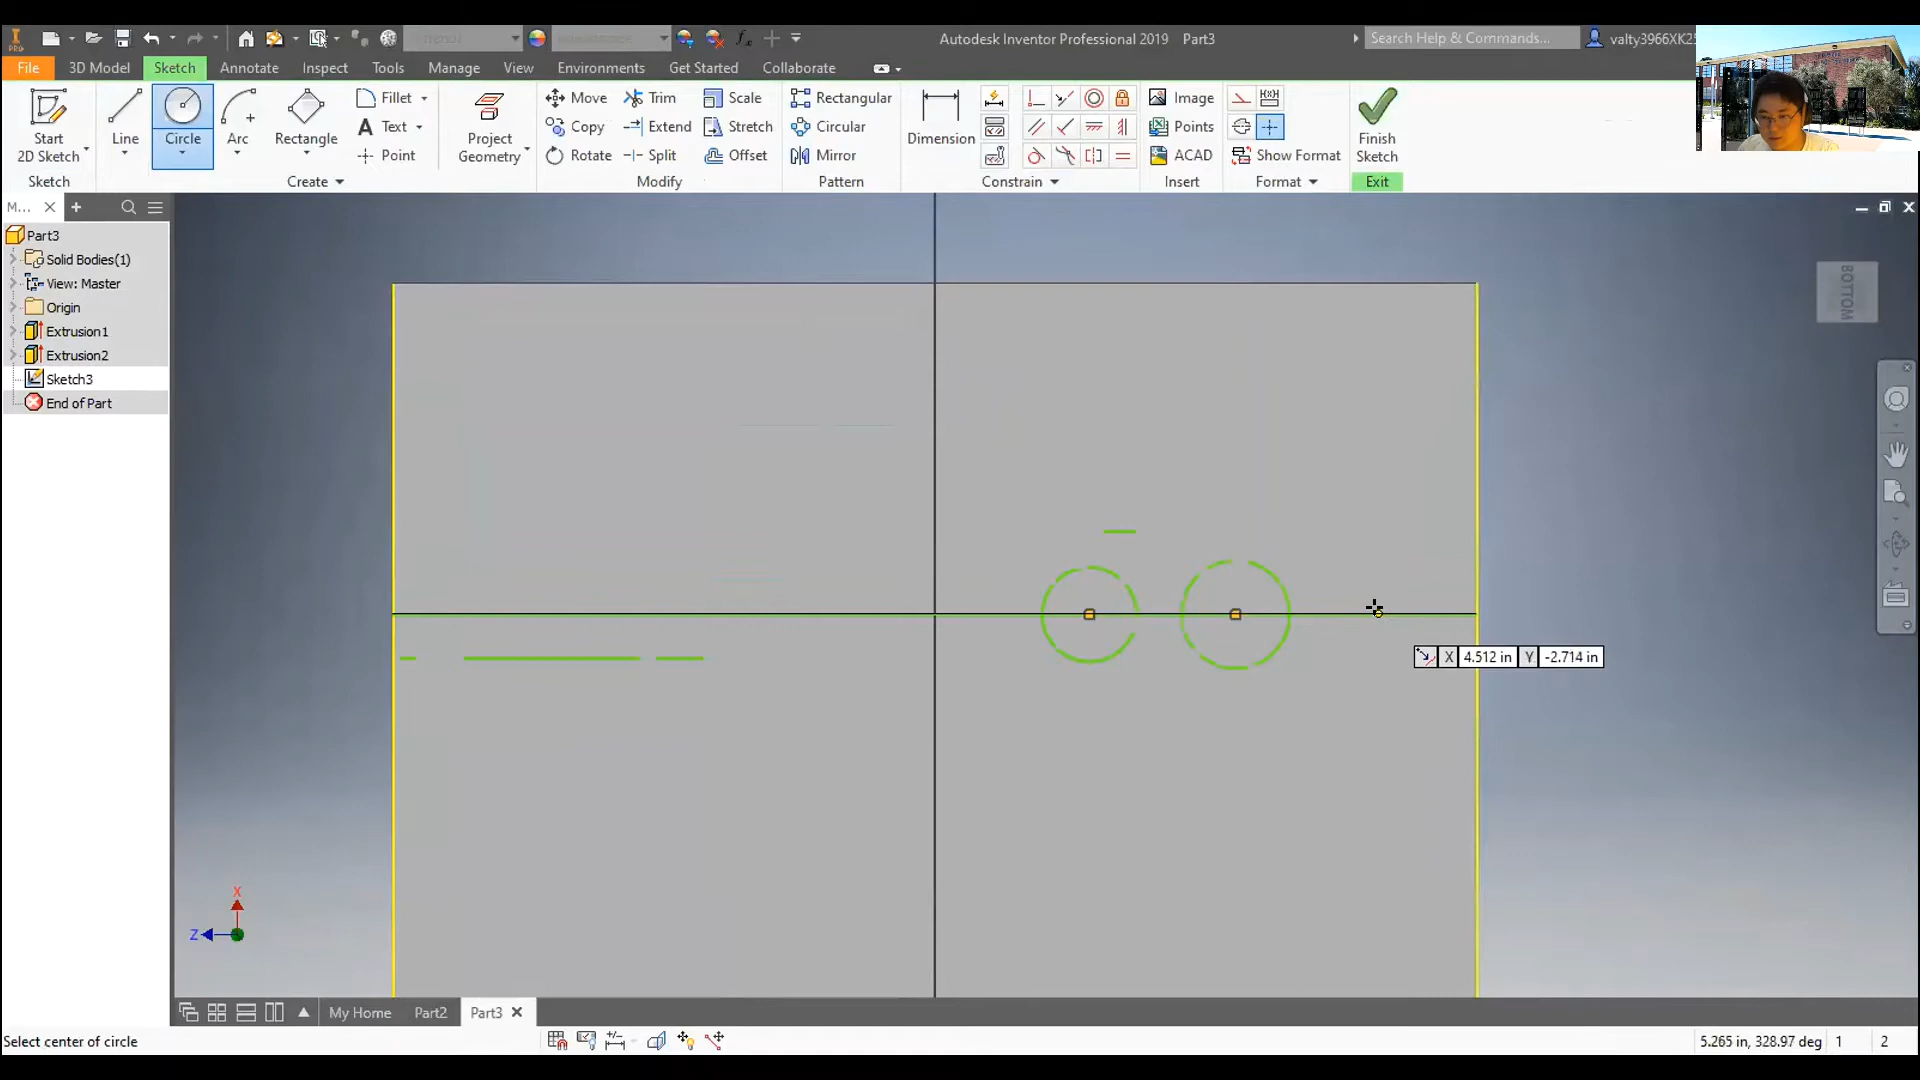 Autodesk Inventor Professional 2019 Part3
Search Help & Commands...
valty3966XK2
PRO
File 3D Model Sketch Annotate Inspect Tools Manage View Environments Get Started Collaborate
Start 2D Sketch
Line
Circle
Arc
Rectangle
Fillet
Text
Point
Project Geometry
Move
Copy
Rotate
Trim
Extend
Split
Scale
Stretch
Offset
Rectangular
Circular
Mirror
Dimension
Image
Points
ACAD
Show Format
Finish Sketch
Sketch Create Modify Pattern Constrain Insert Format Exit
M...
Part3
Solid Bodies(1)
View: Master
Origin
Extrusion1
Extrusion2
Sketch3
End of Part
BOTTOM
X 4.512 in Y -2.714 in
X
Z
My Home Part2 Part3
Select center of circle
5.265 in, 328.97 deg 1 2